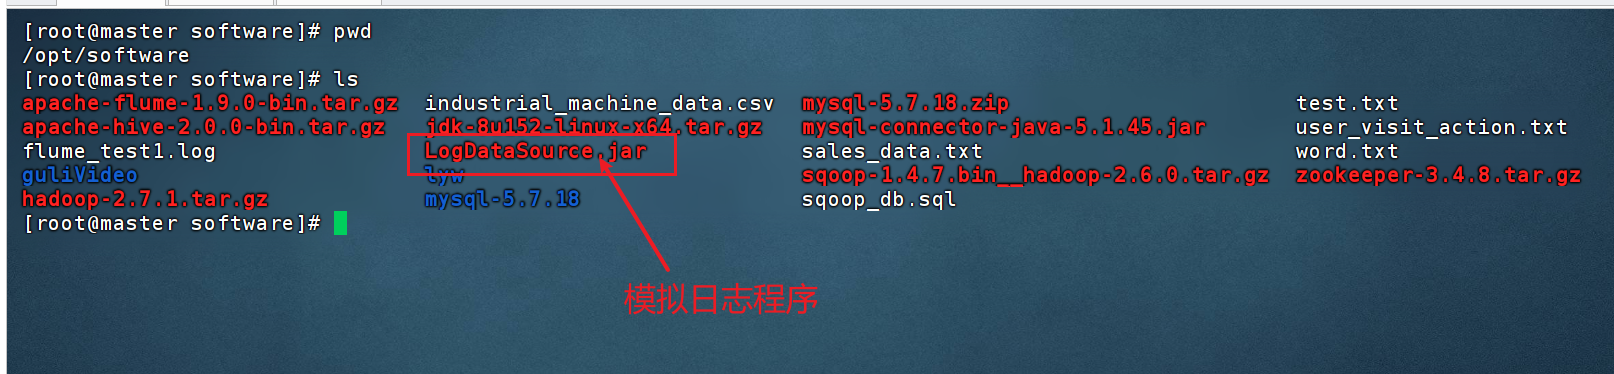 [root@master software]# pwd
/opt/software
[root@master software]# ls
apache-flume-1.9.0-bin.tar.gz industrial_machine_data.csv mysql-5.7.18.zip test.txt
apache-hive-2.0.0-bin.tar.gz jdk-8u152-linux-x64.tar.gz mysql-connector-java-5.1.45.jar user_visit_action.txt
flume_test1.log LogDataSource.jar sales_data.txt word.txt
guliVideo lyw sqoop-1.4.7.bin__hadoop-2.6.0.tar.gz zookeeper-3.4.8.tar.gz
hadoop-2.7.1.tar.gz mysql-5.7.18 sqoop_db.sql
[root@master software]#
模拟日志程序